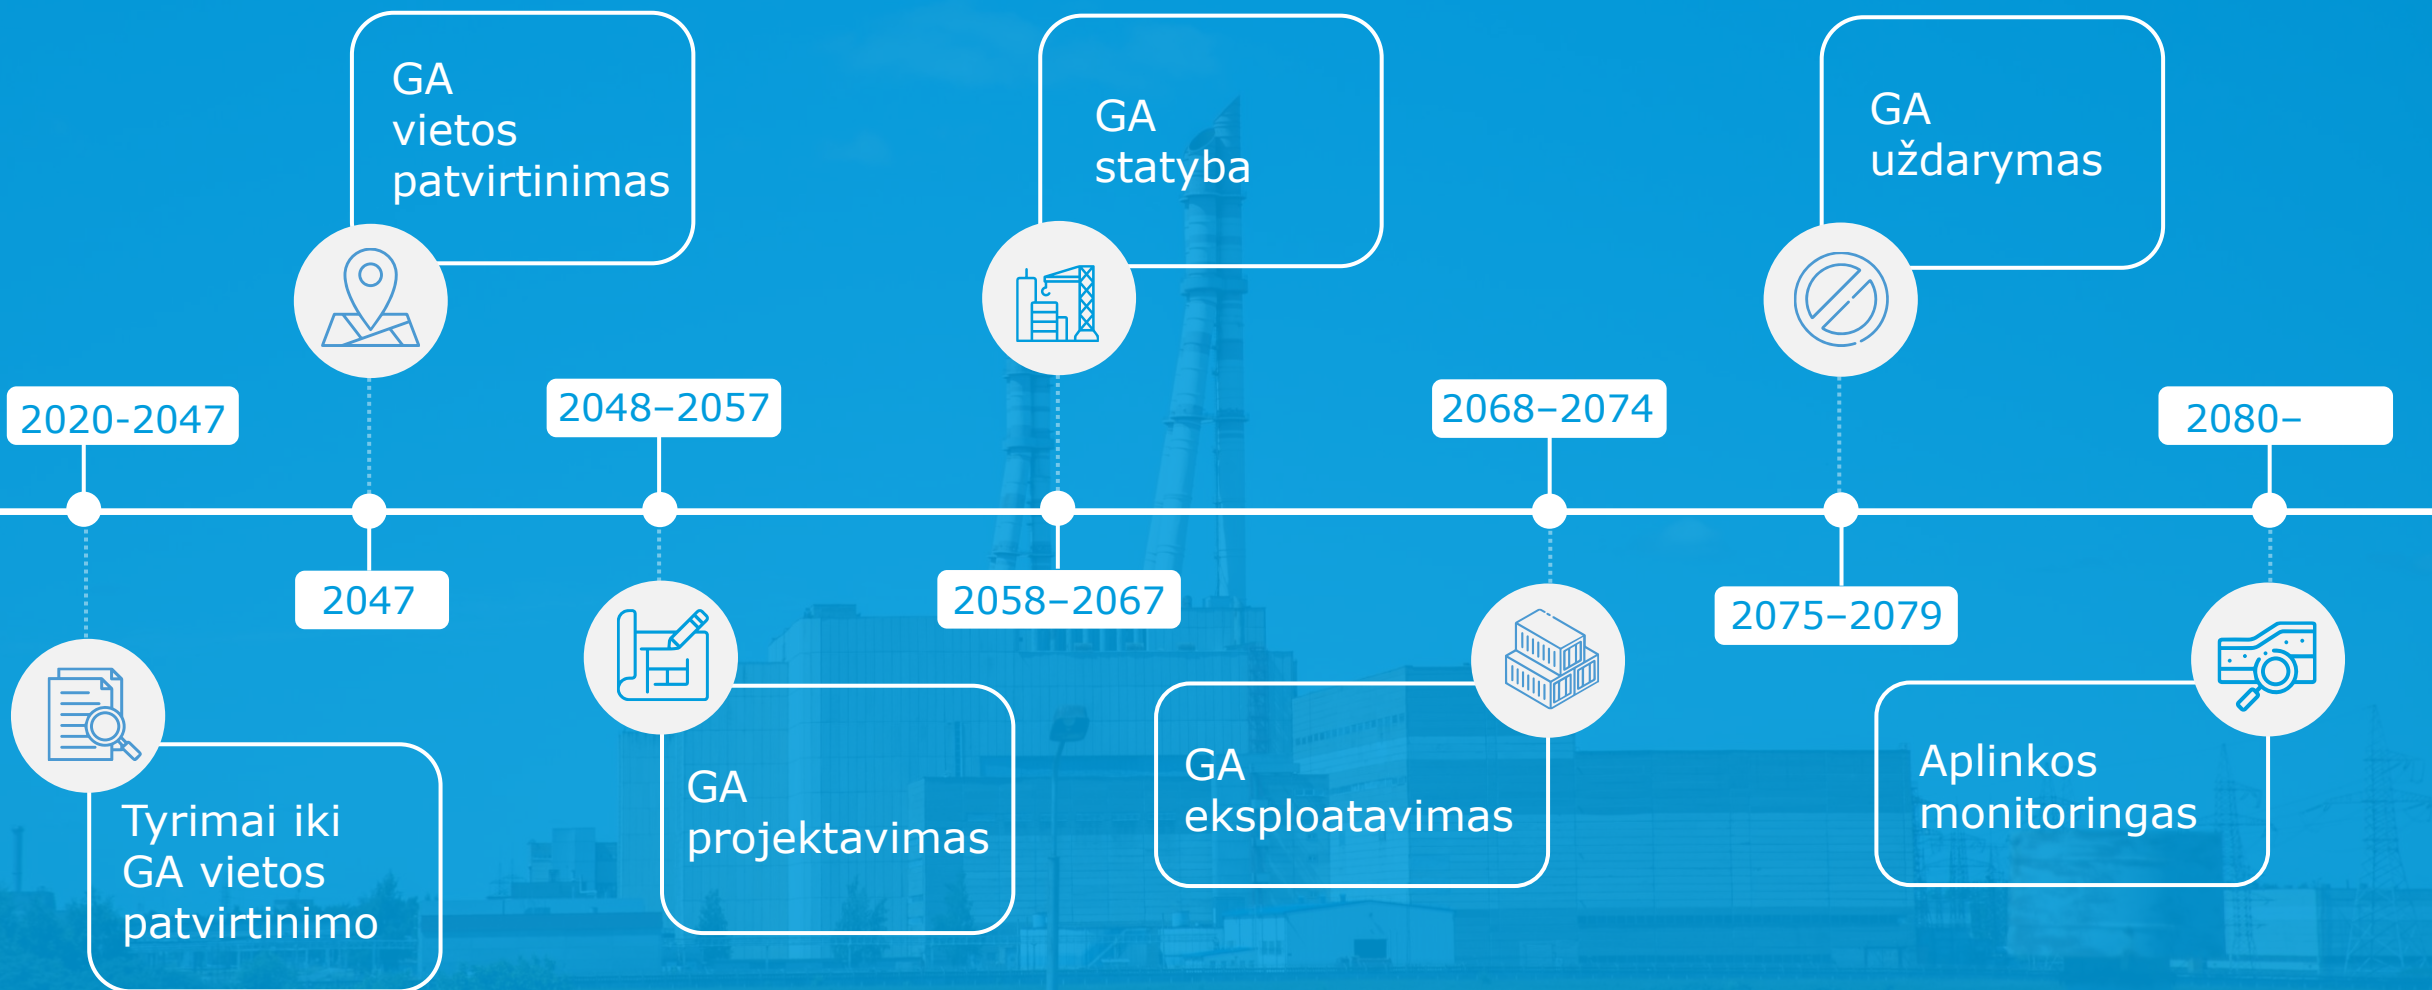 2020-2047
Tyrimai iki
GA vietos
patvirtinimo
GA
vietos
patvirtinimas
2047
2048–2057
GA
projektavimas
GA
statyba
2058–2067
2068–2074
GA
eksploatavimas
GA
uždarymas
2075–2079
2080–
Aplinkos
monitoringas